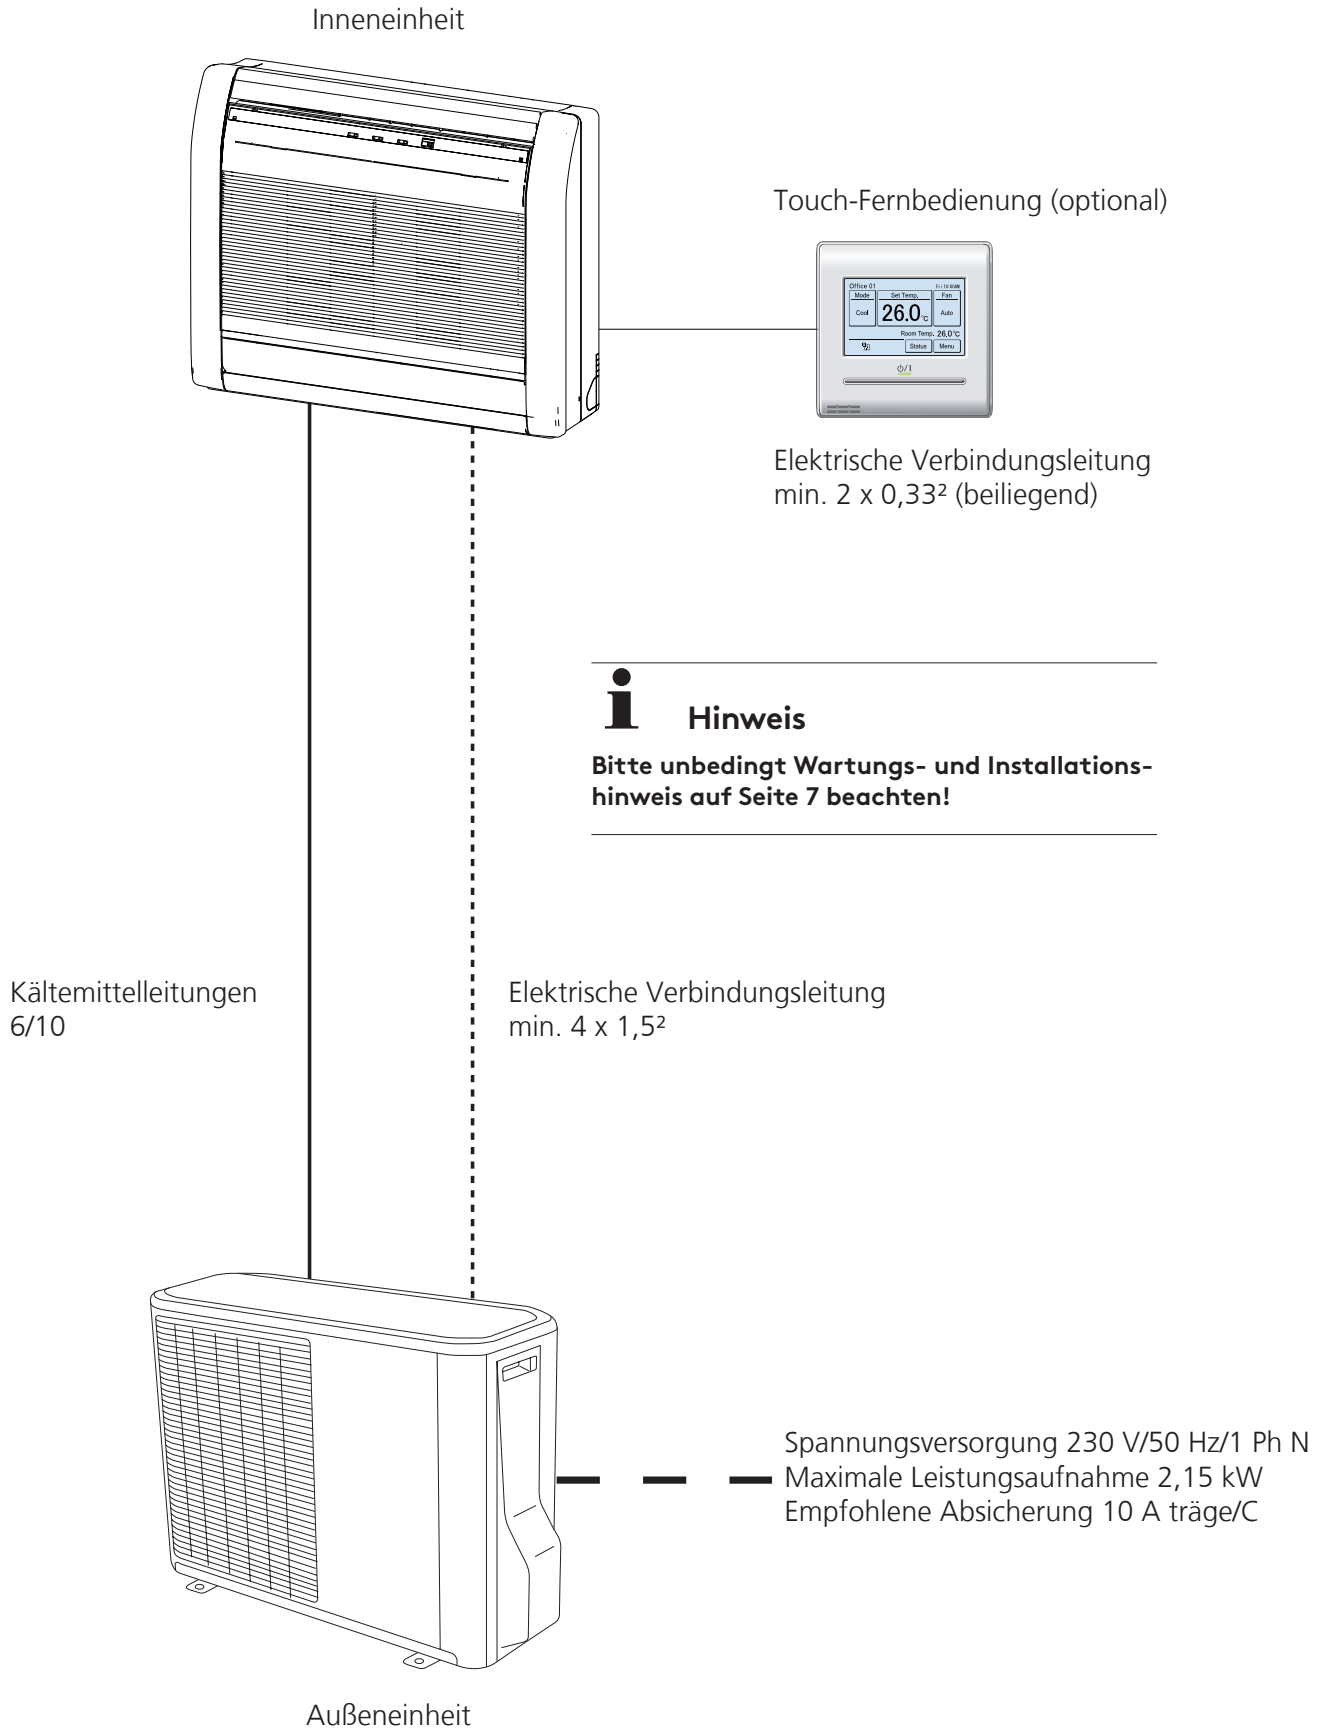 Inneneinheit
Touch-Fernbedienung (optional)
Office 01 Fri 10:00AM
Mode Set Temp. Fan
Cool 26.0°C Auto
Room Temp. 26.0°C
Status Menu
⏻/I
Elektrische Verbindungsleitung
min. 2 x 0,33² (beiliegend)
i Hinweis
Bitte unbedingt Wartungs- und Installations-
hinweis auf Seite 7 beachten!
Kältemittelleitungen
6/10
Elektrische Verbindungsleitung
min. 4 x 1,5²
Spannungsversorgung 230 V/50 Hz/1 Ph N
Maximale Leistungsaufnahme 2,15 kW
Empfohlene Absicherung 10 A träge/C
Außeneinheit